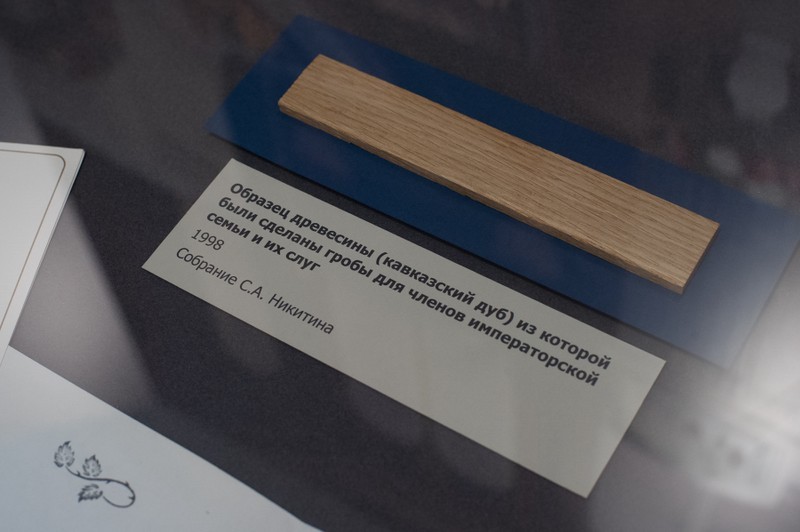 Образец древесины (кавказский дуб) из которой
были сделаны гробы для членов императорской
семьи и их слуг
1998
Собрание С.А. Никитина